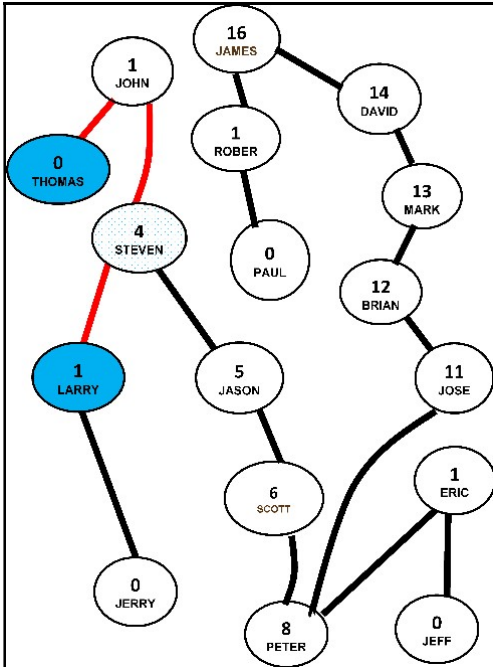 16
JAMES
1
JOHN
14
DAVID
1
ROBER
0
THOMAS
13
MARK
4
STEVEN
0
PAUL
12
BRIAN
1
LARRY
5
JASON
11
JOSE
6
SCOTT
1
ERIC
0
JERRY
8
PETER
0
JEFF